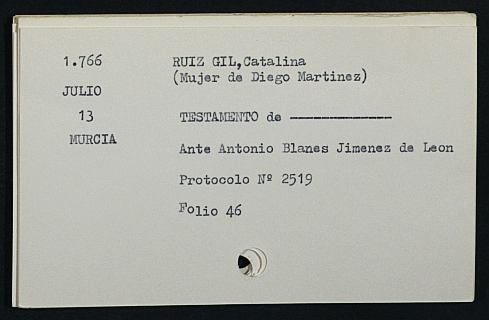 1.766 RUIZ GIL,Catalina
(Mujer de Diego Martinez)
JULIO
13 TESTAMENTO de -------------
MURCIA
Ante Antonio Blanes Jimenez de Leon
Protocolo Nº 2519
Folio 46